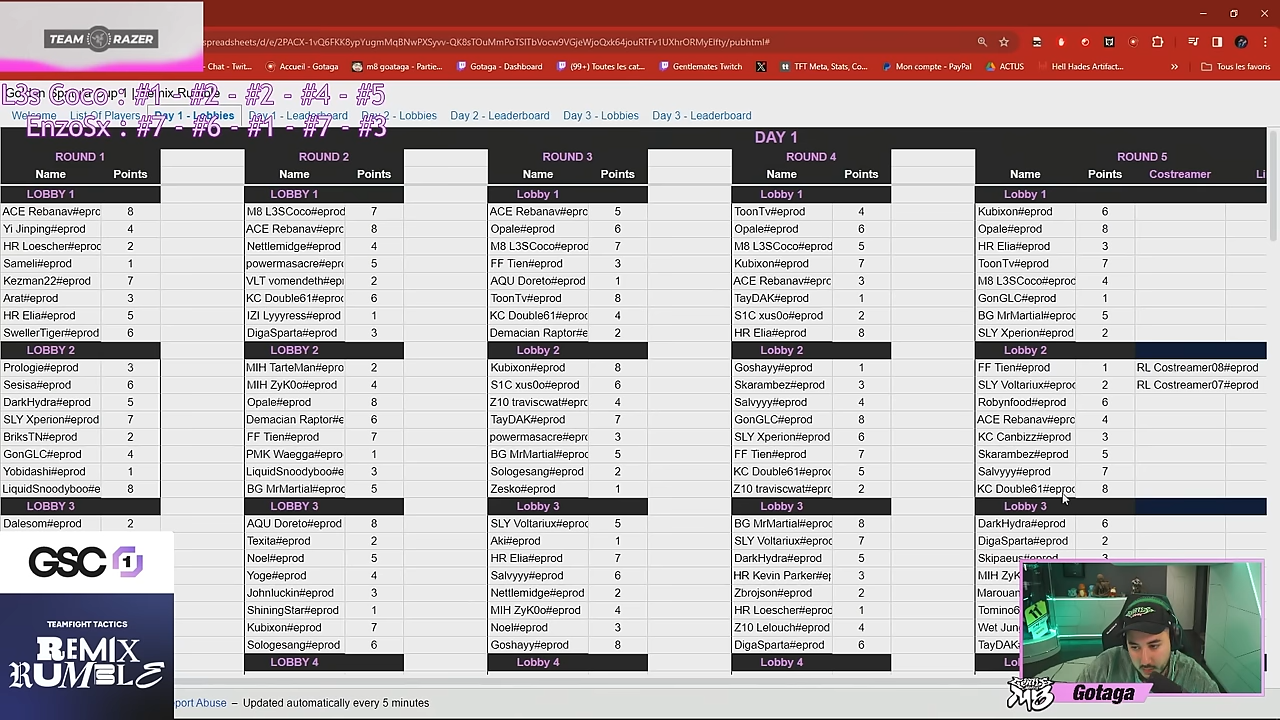 TEAM RAZER
spreadsheets/d/e/2PACX-1vQ6FKK8ypYugmMqBNwPXSyvv-QK8sTOuMmPoTSlTbVocw9VGjeWjoQxk64jouRTFv1UXhrORMyElfty/pubhtml#
Chat - Twit... Accueil - Gotaga m8 goataga - Partie... Gotaga - Dashboard (99+) Toutes les cat... Gentlemates Twitch TFT Meta, Stats, Co... Mon compte - PayPal ACTUS Hell Hades Artifact... Tous les favoris
L3s Coco : #1 - #2 - #2 - #4 - #5
List Of Players Day 1 - Lobbies Day 1 - Leaderboard Day 2 - Lobbies Day 2 - Leaderboard Day 3 - Lobbies Day 3 - Leaderboard
EnzoSx : #7 - #6 - #1 - #7 - #3
DAY 1
ROUND 1 ROUND 2 ROUND 3 ROUND 4 ROUND 5
Name Points Name Points Name Points Name Points Name Points Costreamer
LOBBY 1 LOBBY 1 Lobby 1 Lobby 1 Lobby 1
ACE Rebanav#eprc 8 M8 L3SCoco#eprod 7 ACE Rebanav#eprc 5 ToonTv#eprod 4 Kubixon#eprod 6
Yi Jinping#eprod 4 ACE Rebanav#eprc 8 Opale#eprod 6 Opale#eprod 6 Opale#eprod 8
HR Loescher#eproc 2 Nettlemidge#eprod 4 M8 L3SCoco#eprod 7 M8 L3SCoco#eprod 5 HR Elia#eprod 3
Sameli#eprod 1 powermasacre#epr 5 FF Tien#eprod 3 Kubixon#eprod 7 ToonTv#eprod 7
Kezman22#eprod 7 VLT vomendeth#er 2 AQU Doreto#eprod 1 ACE Rebanav#eprc 3 M8 L3SCoco#eprod 4
Arat#eprod 3 KC Double61#eproc 6 ToonTv#eprod 8 TayDAK#eprod 1 GonGLC#eprod 1
HR Elia#eprod 5 IZI Lyyyress#eprod 1 KC Double61#eproc 4 S1C xus0o#eprod 2 BG MrMartial#eproc 5
SwellerTiger#eprod 6 DigaSparta#eprod 3 Demacian Raptor#e 2 HR Elia#eprod 8 SLY Xperion#eprod 2
LOBBY 2 LOBBY 2 Lobby 2 Lobby 2 Lobby 2
Prologie#eprod 3 MIH TarteMan#eprc 2 Kubixon#eprod 8 Goshayy#eprod 1 FF Tien#eprod 1 RL Costreamer08#eprod
Sesisa#eprod 6 MIH ZyK0o#eprod 4 S1C xus0o#eprod 6 Skarambez#eprod 3 SLY Voltariux#eproc 2 RL Costreamer07#eprod
DarkHydra#eprod 5 Opale#eprod 8 Z10 traviscwat#eprc 4 Salvyyy#eprod 4 Robynfood#eprod 6
SLY Xperion#eprod 7 Demacian Raptor#e 6 TayDAK#eprod 7 GonGLC#eprod 8 ACE Rebanav#eprc 4
BriksTN#eprod 2 FF Tien#eprod 7 powermasacre#epr 3 SLY Xperion#eprod 6 KC Canbizz#eprod 3
GonGLC#eprod 4 PMK Waegga#epro 1 BG MrMartial#eproc 5 FF Tien#eprod 7 Skarambez#eprod 5
Yobidashi#eprod 1 LiquidSnoodyboo#e 3 Sologesang#eprod 2 KC Double61#eproc 5 Salvyyy#eprod 7
LiquidSnoodyboo#e 8 BG MrMartial#eproc 5 Zesko#eprod 1 Z10 traviscwat#eprc 2 KC Double61#eproc 8
LOBBY 3 LOBBY 3 Lobby 3 Lobby 3 Lobby 3
Dalesom#eprod 2 AQU Doreto#eprod 8 SLY Voltariux#eproc 5 BG MrMartial#eproc 8 DarkHydra#eprod 6
Texita#eprod 2 Aki#eprod 1 SLY Voltariux#eproc 7 DigaSparta#eprod 2
Noel#eprod 5 HR Elia#eprod 7 DarkHydra#eprod 5 Skipaeus#eprod 3
Yoge#eprod 4 Salvyyy#eprod 6 HR Kevin Parker#ep 3 MIH ZyK
Johnluckin#eprod 3 Nettlemidge#eprod 2 Zbrojson#eprod 2 Marouan
ShiningStar#eprod 1 MIH ZyK0o#eprod 4 HR Loescher#eproc 1 Tomino6
Kubixon#eprod 7 Noel#eprod 3 Z10 Lelouch#eprod 4 Wet Jung
Sologesang#eprod 6 Goshayy#eprod 8 DigaSparta#eprod 6 TayDAK
LOBBY 4 Lobby 4 Lobby 4
GSC 1
TEAMFIGHT TACTICS
REMIX
RUMBLE
port Abuse – Updated automatically every 5 minutes
M8 Gotaga